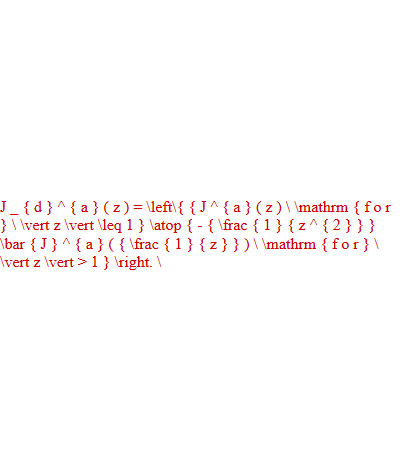 J _ { d } ^ { a } ( z ) = \left\{ { J ^ { a } ( z ) \ \mathrm { f o r
} \ \vert z \vert \leq 1 } \atop { - { \frac { 1 } { z ^ { 2 } } }
\bar { J } ^ { a } ( { \frac { 1 } { z } } ) \ \mathrm { f o r } \
\vert z \vert > 1 } \right. \